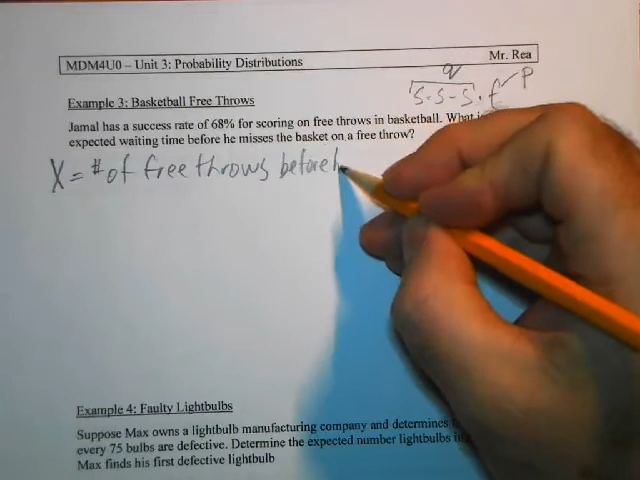 MDM4U0 – Unit 3: Probability Distributions Mr. Rea
q
S·S·-S·f P
Example 3: Basketball Free Throws
Jamal has a success rate of 68% for scoring on free throws in basketball. What
expected waiting time before he misses the basket on a free throw?
X = # of free throws before
Example 4: Faulty Lightbulbs
Suppose Max owns a lightbulb manufacturing company and determines
every 75 bulbs are defective. Determine the expected number lightbulbs
Max finds his first defective lightbulb